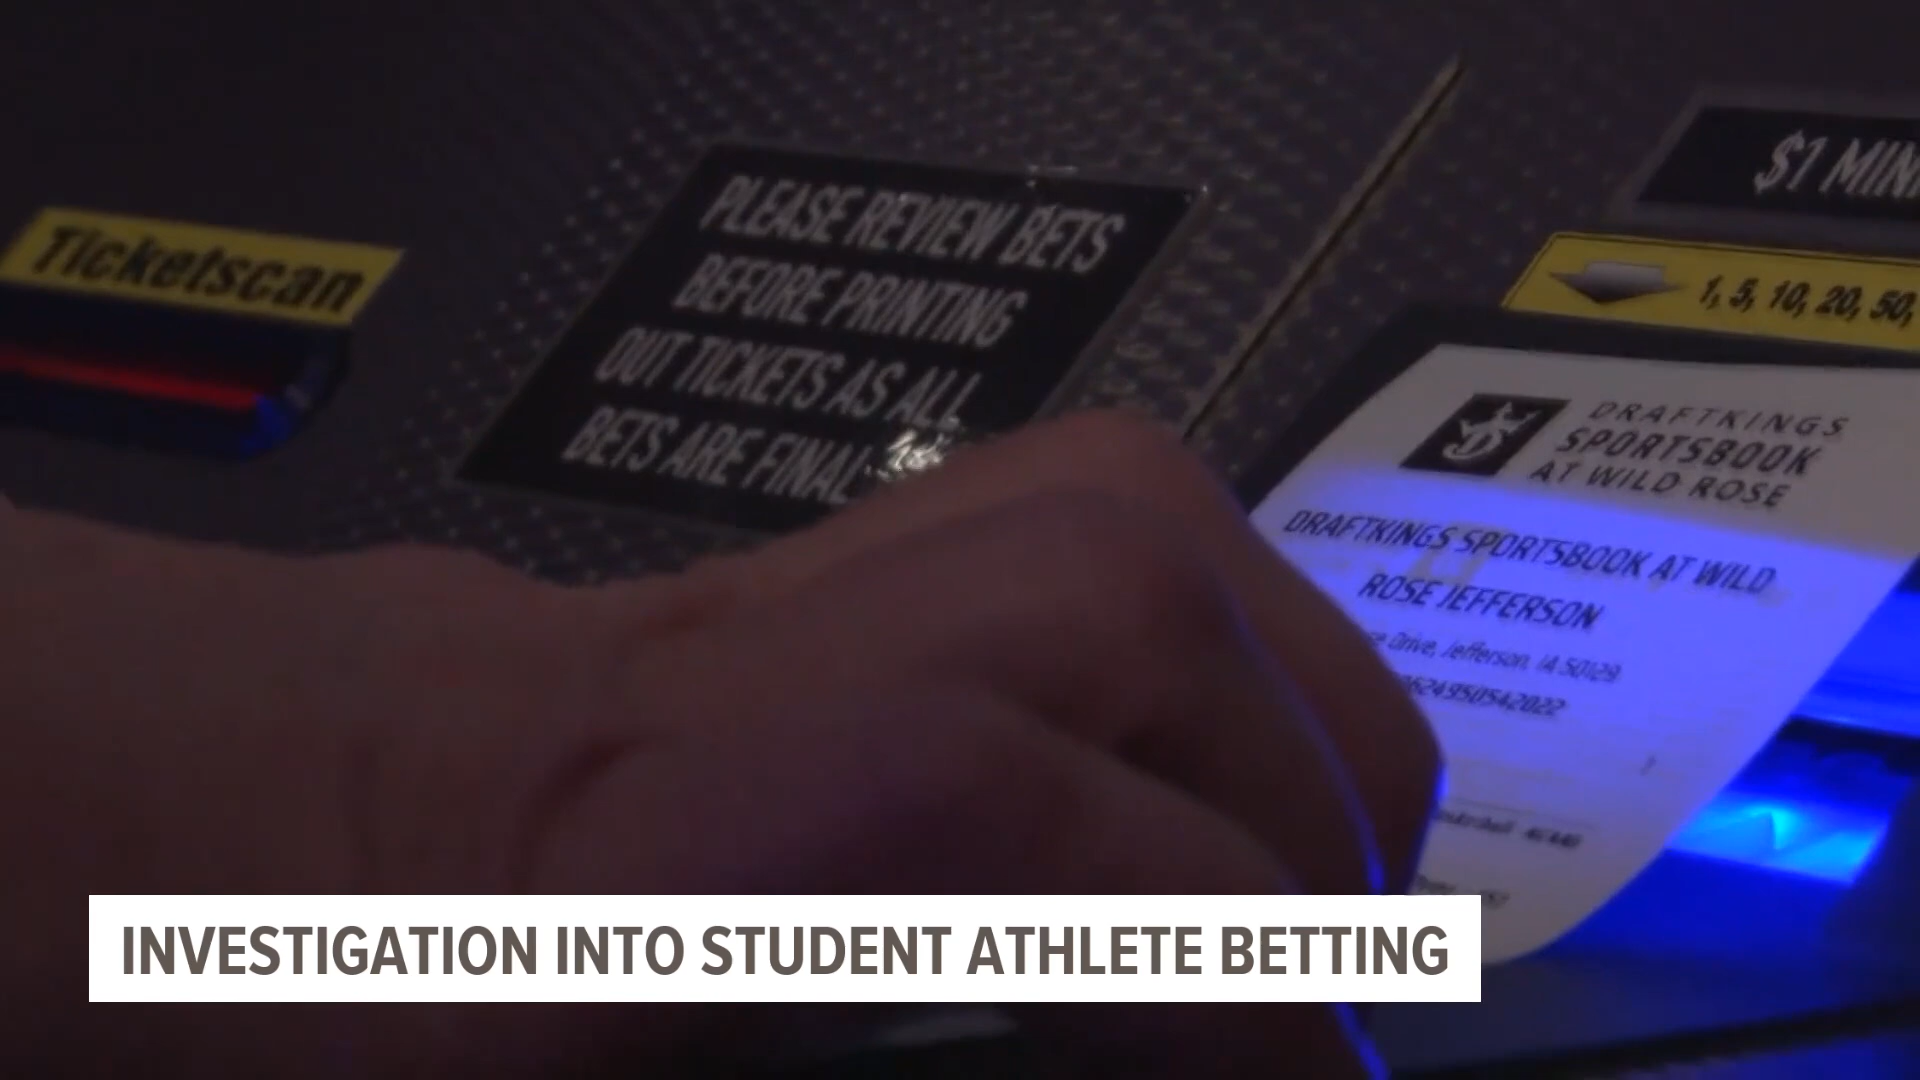 Ticketscan
PLEASE REVIEW BETS
BEFORE PRINTING
OUT TICKETS AS ALL
BETS ARE FINAL
$1
1, 5, 10, 20, 50,
DRAFTKINGS
SPORTSBOOK
AT WILD ROSE
DRAFTKINGS SPORTSBOOK AT WILD
ROSE JEFFERSON
Drive, Jefferson, IA 50129
INVESTIGATION INTO STUDENT ATHLETE BETTING